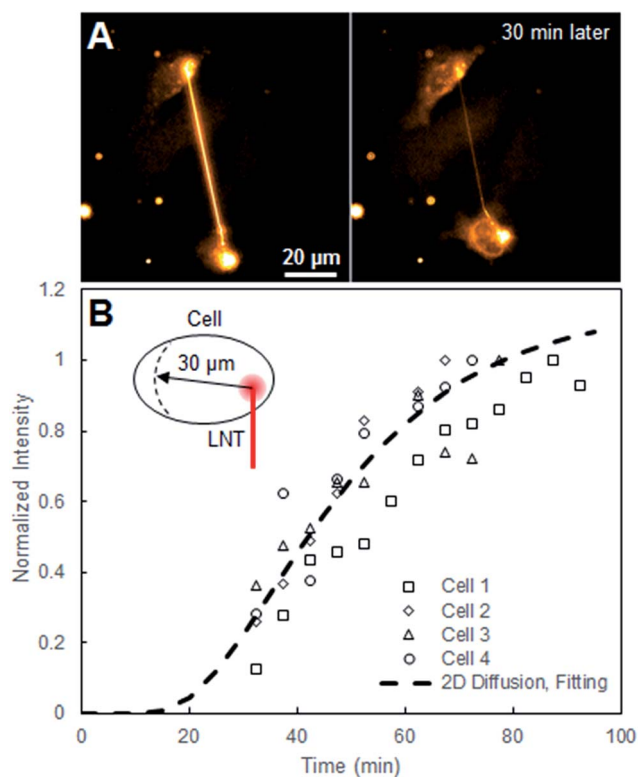 A
30 min later
20 µm
B
1.2
1
0.8
0.6
0.4
0.2
0
Normalized Intensity
Cell
30 µm
LNT
Cell 1
Cell 2
Cell 3
Cell 4
2D Diffusion, Fitting
0 20 40 60 80 100
Time (min)